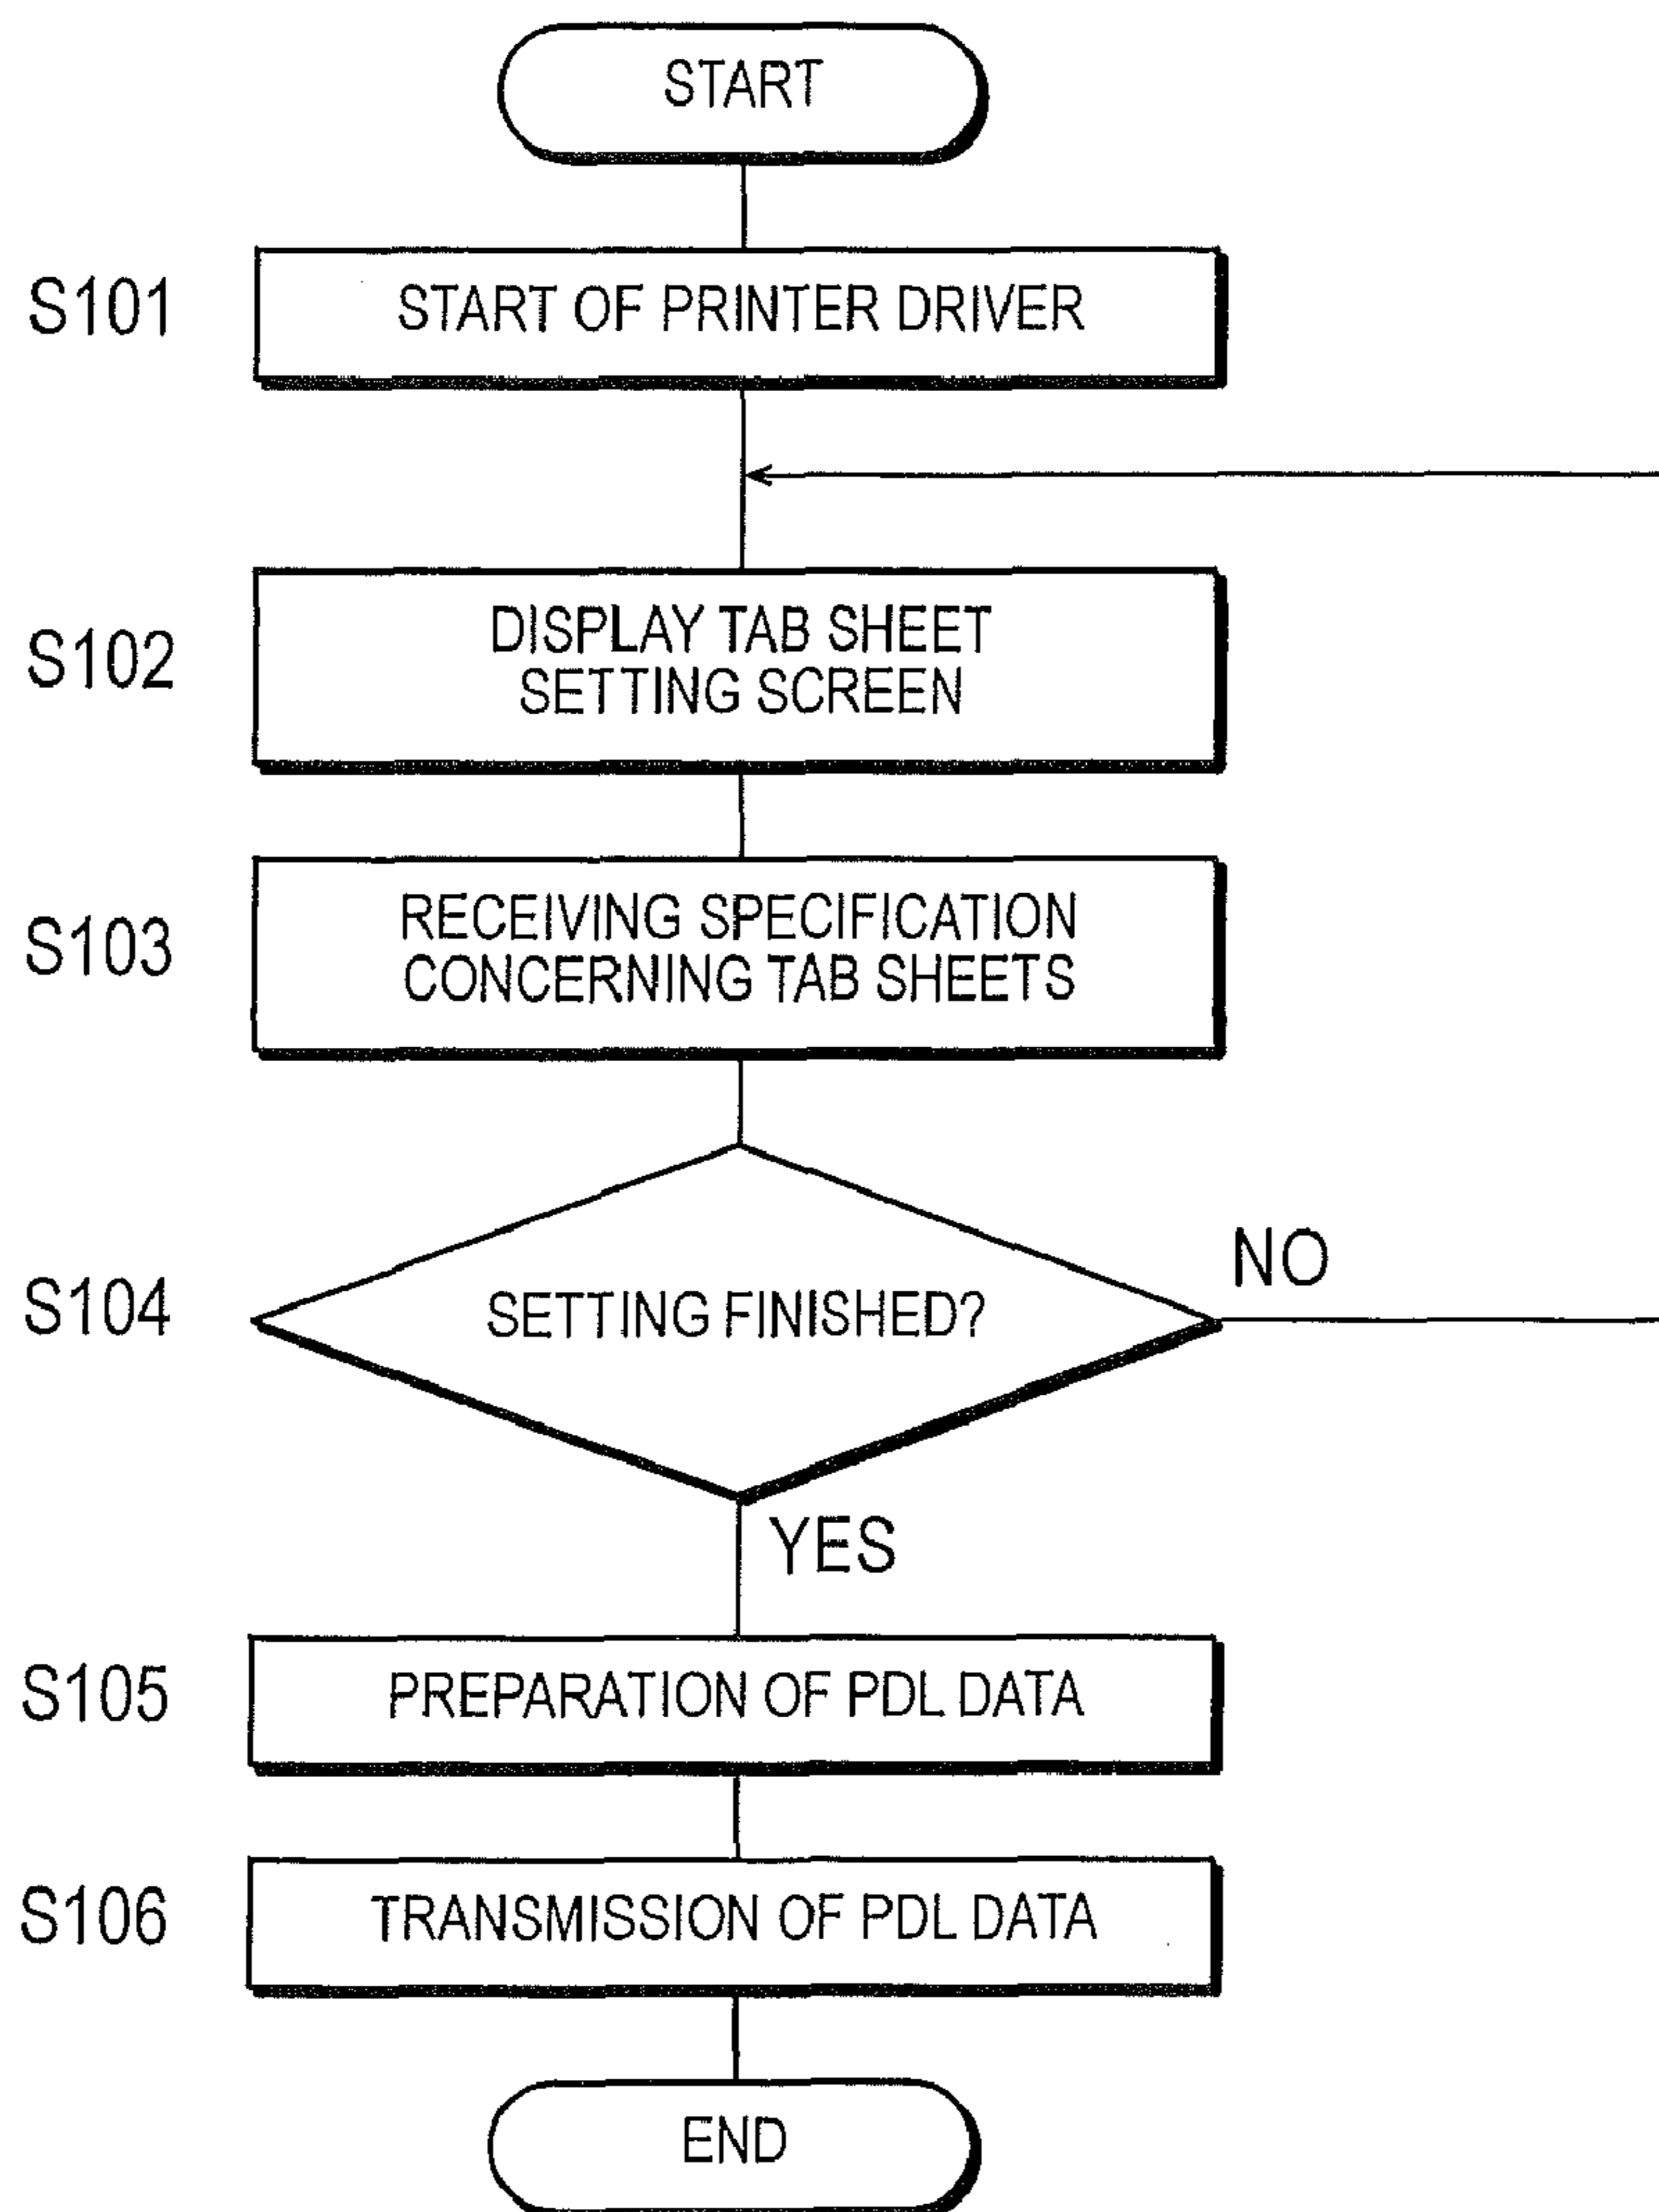 START
S101
START OF PRINTER DRIVER
S102
DISPLAY TAB SHEET
SETTING SCREEN
S103
RECEIVING SPECIFICATION
CONCERNING TAB SHEETS
S104
SETTING FINISHED?
NO
YES
S105
PREPARATION OF PDL DATA
S106
TRANSMISSION OF PDL DATA
END